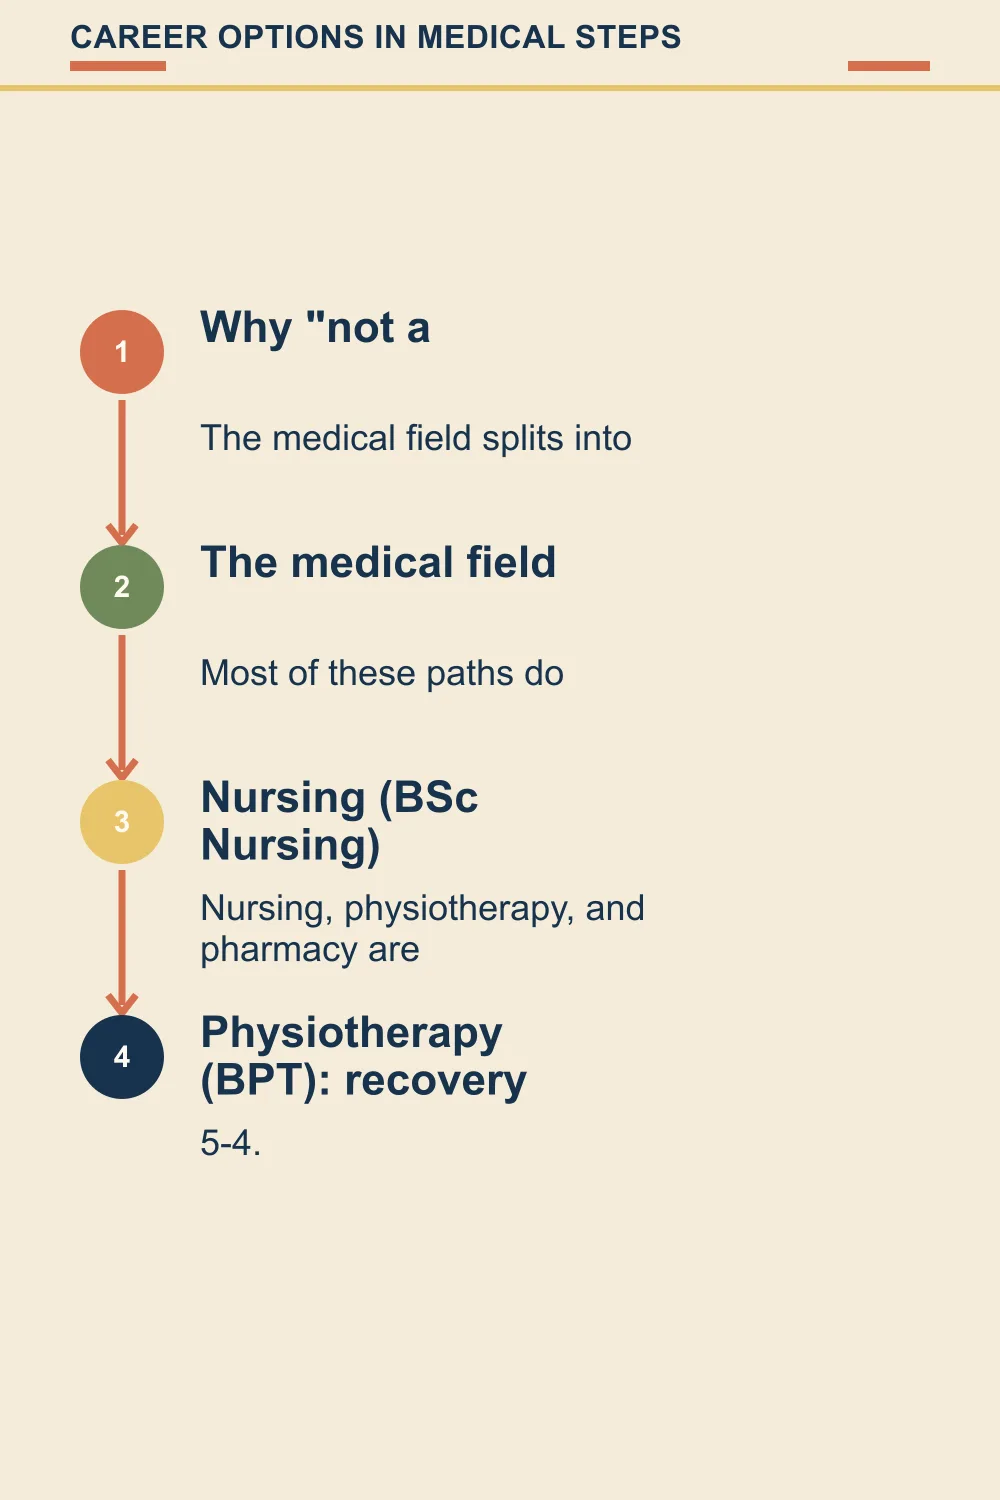 CAREER OPTIONS IN MEDICAL STEPS
1
Why "not a
The medical field splits into
2
The medical field
Most of these paths do
3
Nursing (BSc
Nursing)
Nursing, physiotherapy, and
pharmacy are
4
Physiotherapy
(BPT): recovery
5-4.